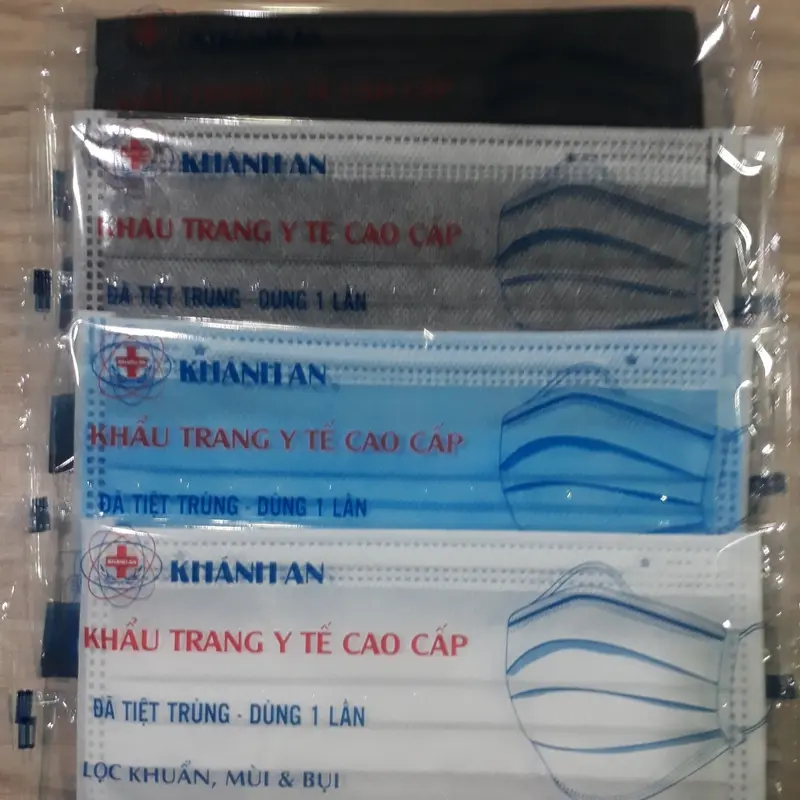 KHÁNH AN
KHẨU TRANG Y TẾ CAO CẤP
ĐÃ TIỆT TRÙNG - DÙNG 1 LẦN
KHÁNH AN
KHẨU TRANG Y TẾ CAO CẤP
ĐÃ TIỆT TRÙNG - DÙNG 1 LẦN
KHÁNH AN
KHẨU TRANG Y TẾ CAO CẤP
ĐÃ TIỆT TRÙNG - DÙNG 1 LẦN
LỌC KHUẨN, MÙI & BỤI